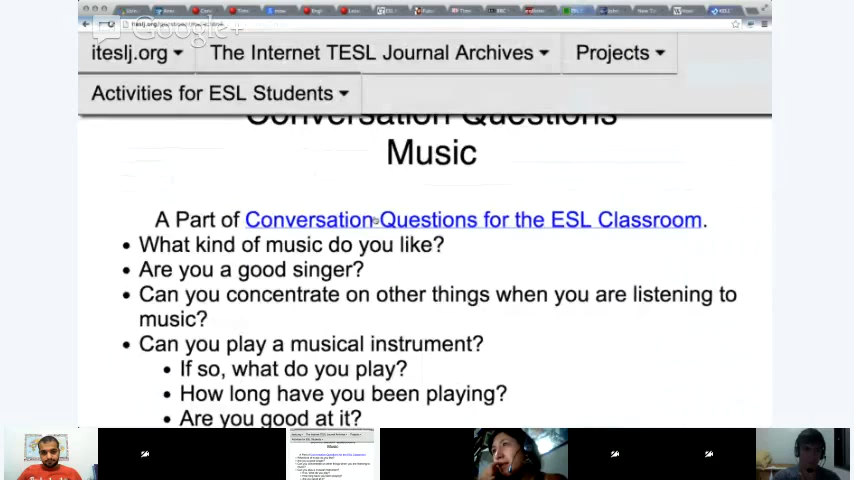 Google+
iteslj.org
The Internet TESL Journal Archives
Projects
Activities for ESL Students
Conversation Questions
Music
A Part of Conversation Questions for the ESL Classroom.
• What kind of music do you like?
• Are you a good singer?
• Can you concentrate on other things when you are listening to
music?
• Can you play a musical instrument?
• If so, what do you play?
• How long have you been playing?
• Are you good at it?